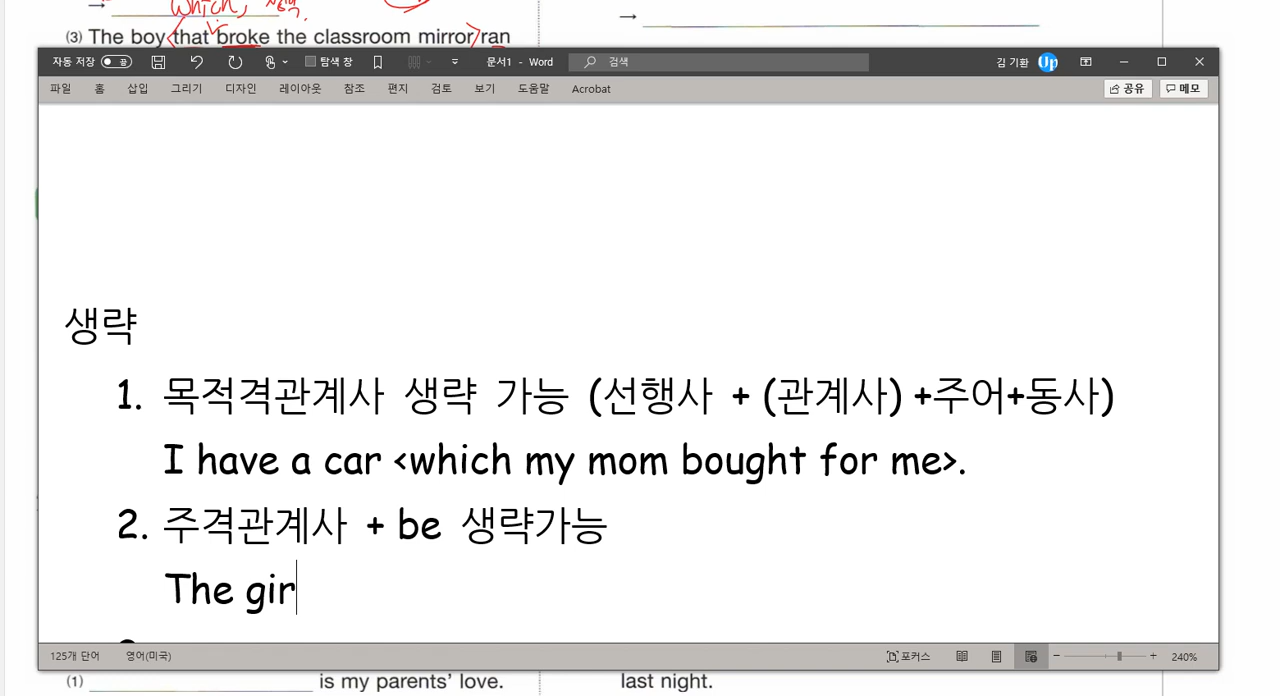 →
which, 생략.
(3) The boy <that broke the classroom mirror> ran
→
자동 저장 끔 탐색 창 문서1 - Word 검색 김 기환
파일 홈 삽입 그리기 디자인 레이아웃 참조 편지 검토 보기 도움말 Acrobat 공유 메모
생략
1. 목적격관계사 생략 가능 (선행사 + (관계사) +주어+동사)
I have a car <which my mom bought for me>.
2. 주격관계사 + be 생략가능
The gir
125개 단어 영어(미국) 포커스 - + 240%
(1) is my parents’ love.
last night.